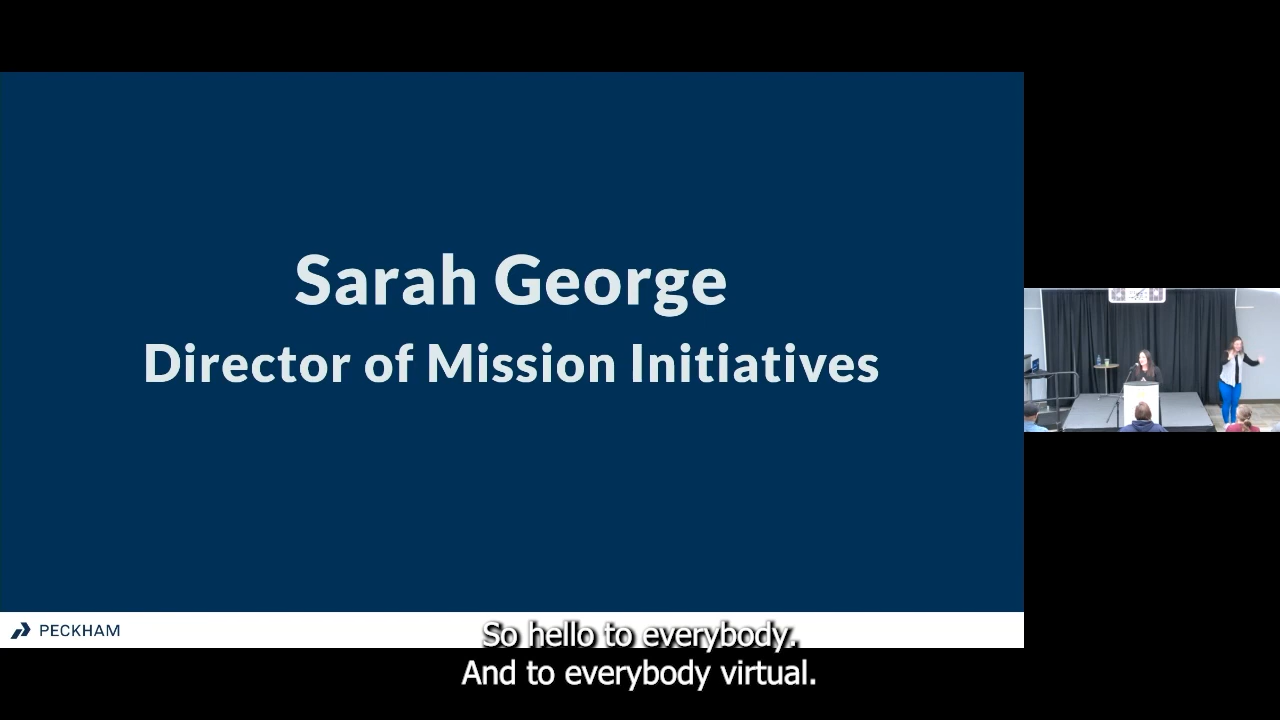 Sarah George
Director of Mission Initiatives
PECKHAM
So hello to everybody.
And to everybody virtual.